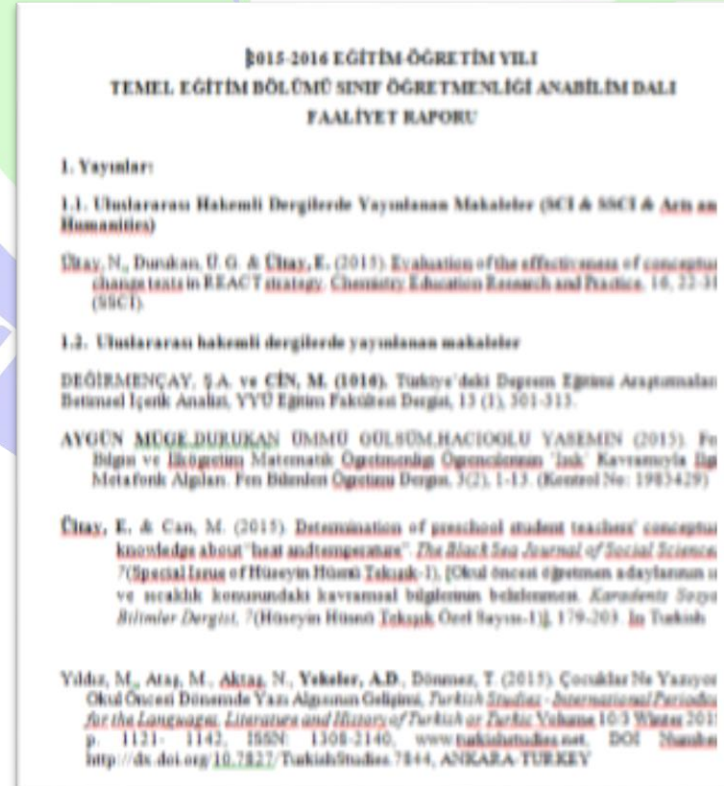 2015-2016 EĞİTİM-ÖĞRETİM YILI
TEMEL EĞİTİM BÖLÜMÜ SINIF ÖĞRETMENLİĞİ ANABİLİM DALI
FAALİYET RAPORU
1. Yayınlar:
1.1. Uluslararası Hakemli Dergilerde Yayınlanan Makaleler (SCI & SSCI & Arts an
Humanities)
Ültay, N., Durukan, Ü. G. & Ültay, E. (2015). Evaluation of the effectiveness of conceptu
change texts in REACT strategy. Chemistry Education Research and Practice, 16, 22-3
(SSCI).
1.2. Uluslararası hakemli dergilerde yayınlanan makaleler
DEĞİRMENÇAY, Ş.A. ve CİN, M. (2016). Türkiye'deki Deprem Eğitimi Araştırmaları
Betimsel İçerik Analizi, YYÜ Eğitim Fakültesi Dergisi, 13 (1), 301-313.
AYGÜN MÜGE,DURUKAN ÜMMÜ GÜLSÜM,HACIOĞLU YASEMİN (2015). Fe
Bilgisi ve İlköğretim Matematik Öğretmenliği Öğrencilerinin "Işık" Kavramıyla İlg
Metaforik Algıları. Fen Bilimleri Öğretimi Dergisi, 3(2), 1-13. (Kontrol No: 1983429)
Ültay, E. & Can, M. (2015). Determination of preschool student teachers' conceptu
knowledge about "heat andtemperature". The Black Sea Journal of Social Science
7(Special Issue of Hüseyin Hüsnü Tekışık-1), [Okul öncesi öğretmen adaylarının ı
ve sıcaklık konusundaki kavramsal bilgilerinin belirlenmesi. Karadeniz Sosya
Bilimler Dergisi, 7(Hüseyin Hüsnü Tekışık Özel Sayısı-1)], 179-203. In Turkish
Yıldız, M., Ataş, M., Aktaş, N., Yekeler, A.D., Dönmez, T. (2015). Çocuklar Ne Yazıyor
Okul Öncesi Dönemde Yazı Algısının Gelişimi, Turkish Studies - International Periodica
for the Languages, Literature and History of Turkish or Turkic Volume 10/3 Winter 201
p. 1121- 1142, ISSN: 1308-2140, www.turkishstudies.net, DOI Number
http://dx.doi.org/10.7827/TurkishStudies.7844, ANKARA-TURKEY